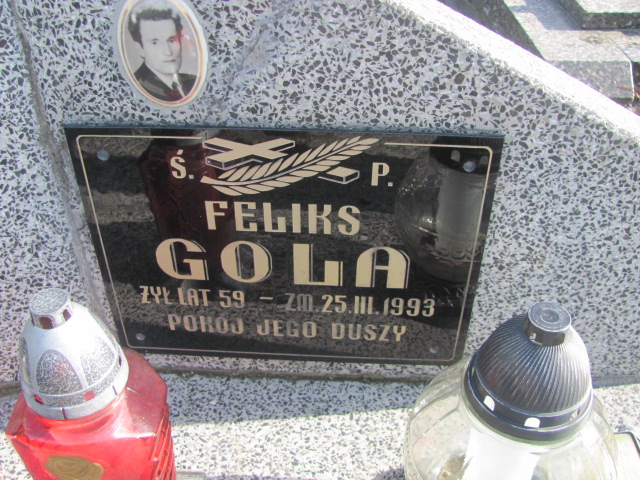 Ś. P.
FELIKS
GOLA
ŻYŁ LAT 59 – ZM. 25.III.1993
POKÓJ JEGO DUSZY